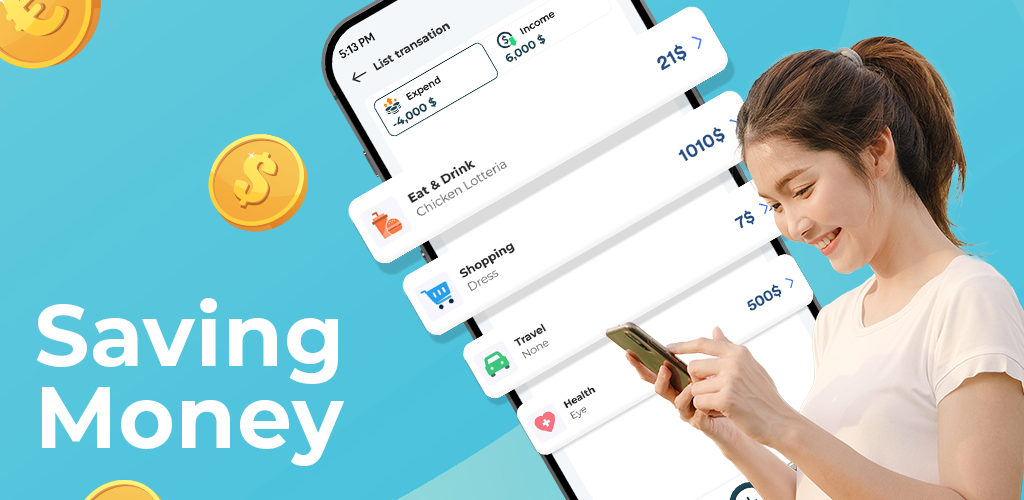 5:13 PM
List transation
Expend
-4,000 $
Income
6,000 $
Eat & Drink
Chicken Lotteria
21$
Shopping
Dress
1010$
Travel
None
7$
Health
Eye
500$
Saving
Money